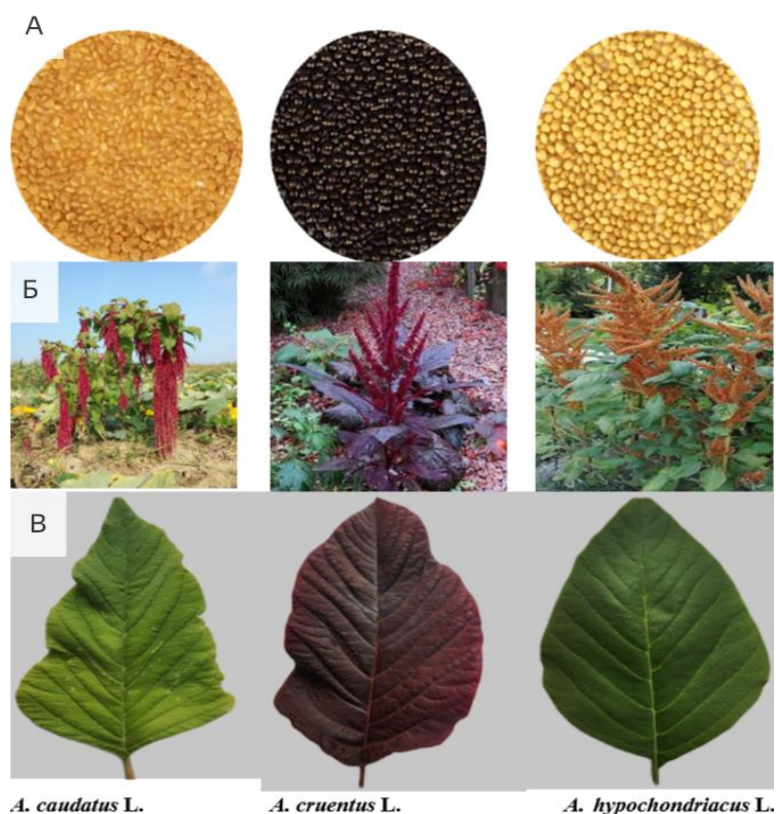 А
Б
В
A. caudatus L. A. cruentus L. A. hypochondriacus L.